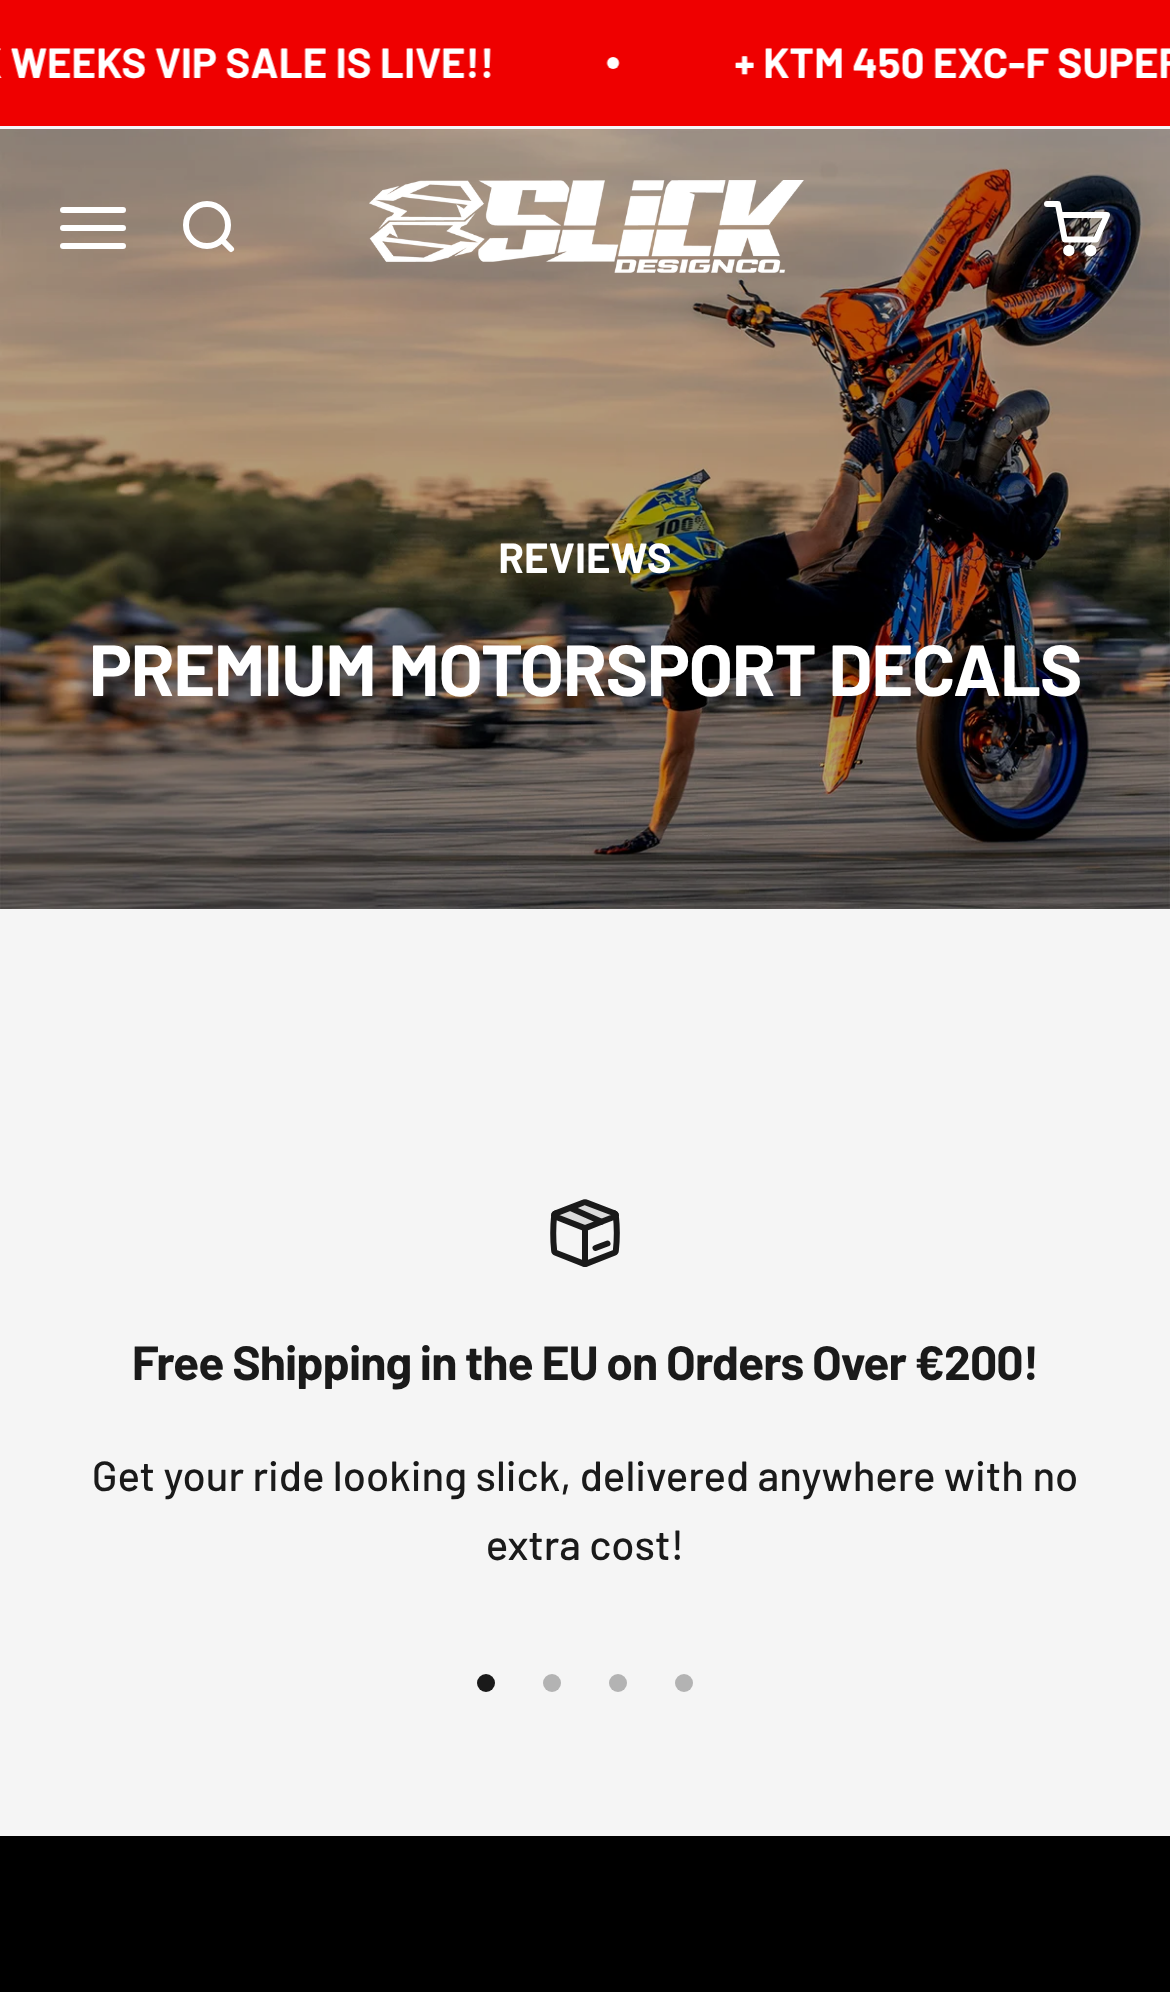 WEEKS VIP SALE IS LIVE!!
•
+ KTM 450 EXC-F SUPER
SLiCK
DESIGNCO.
100%
REVIEWS
PREMIUM MOTORSPORT DECALS
Free Shipping in the EU on Orders Over €200!
Get your ride looking slick, delivered anywhere with no
extra cost!